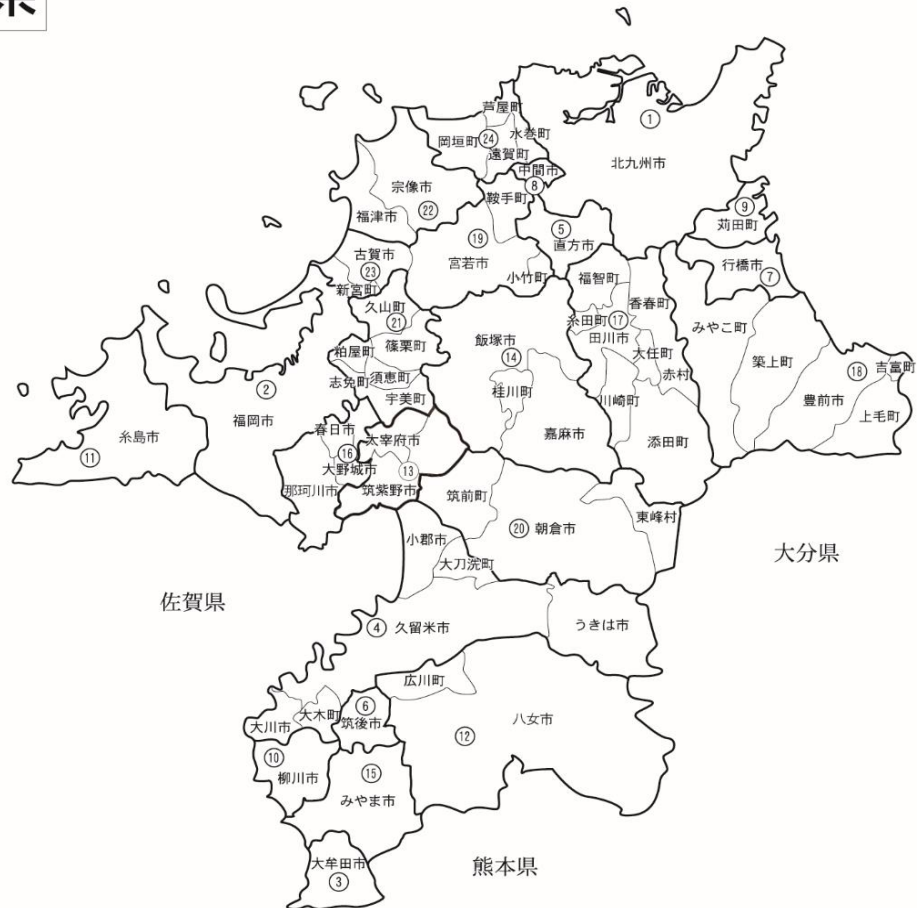 県
芦屋町
岡垣町
㉔
水巻町
遠賀町
①
北九州市
中間市
⑧
鞍手町
宗像市
㉒
福津市
⑨
苅田町
⑤
直方市
⑲
宮若市
小竹町
古賀市
㉓
新宮町
行橋市
⑦
福智町
香春町
久山町
㉑
篠栗町
糸田町
⑰
田川市
みやこ町
飯塚市
⑭
粕屋町
大任町
赤村
築上町
⑱
吉富町
志免町
須恵町
宇美町
桂川町
川崎町
豊前市
上毛町
②
福岡市
嘉麻市
添田町
春日市
太宰府市
糸島市
⑪
⑯
大野城市
⑬
那珂川市
筑紫野市
筑前町
東峰村
⑳
朝倉市
小郡市
大刀洗町
大分県
佐賀県
④
久留米市
うきは市
広川町
⑥
筑後市
大木町
大川市
八女市
⑫
⑩
柳川市
⑮
みやま市
大牟田市
③
熊本県